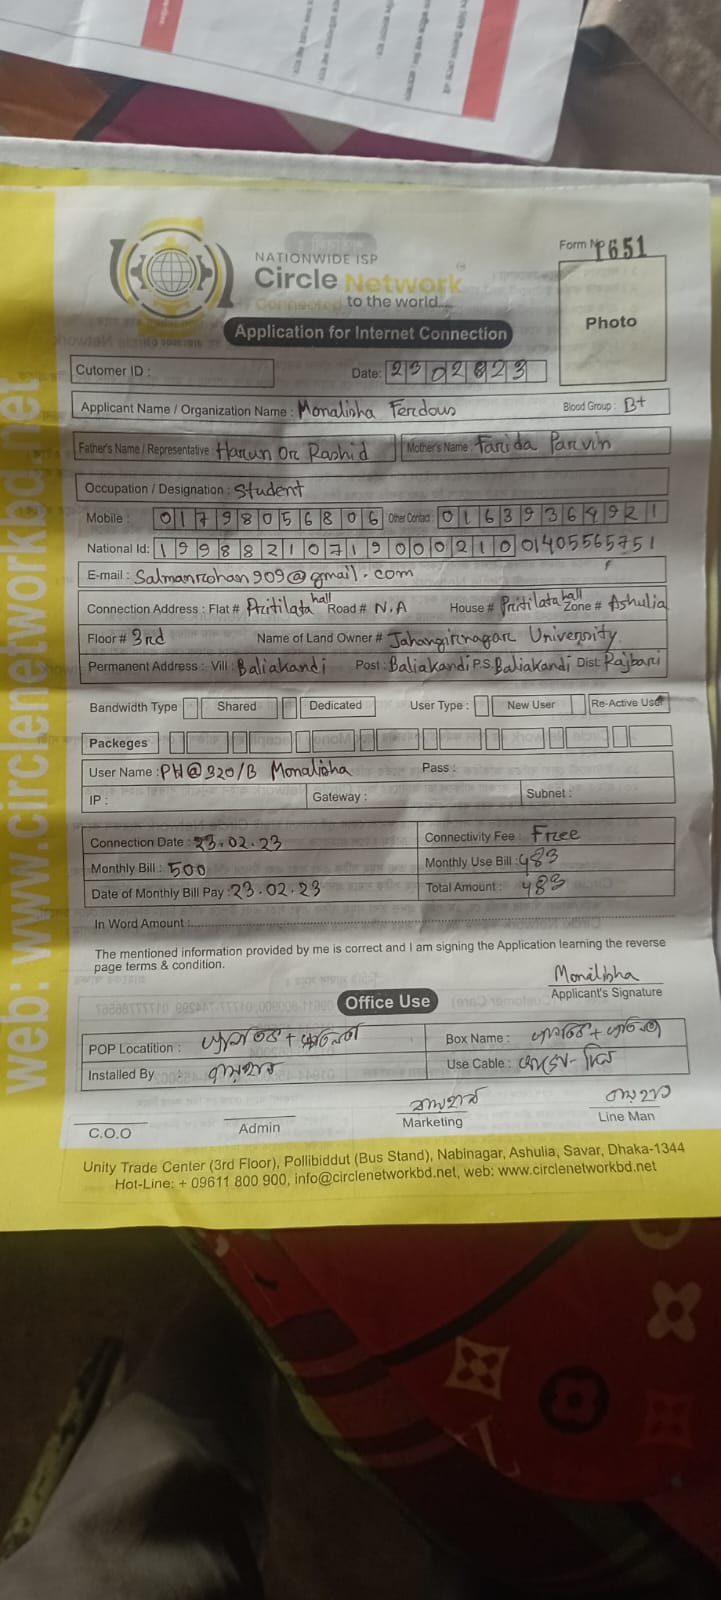 NATIONWIDE ISP
Circle Network
Connected to the world....
Form No 1651
Photo
Application for Internet Connection
Cutomer ID :
Date: 23 02 23
Applicant Name / Organization Name : Monalisha Ferdous Blood Group : B+
Father's Name / Representative : Harun Or Rashid Mother's Name : Farida Parvin
Occupation / Designation : Student
Mobile : 01798056806 Other Contact : 01639364921
National Id: 19988210719000210 01405565751
E-mail : Salmanrohan909@gmail.com
Connection Address : Flat # Pritilata hall Road # N.A House # Pritilata hall Zone # Ashulia
Floor # 3rd Name of Land Owner # Jahangirnagar University
Permanent Address : Vill : Baliakandi Post : Baliakandi P.S. Baliakandi Dist: Rajbari
Bandwidth Type Shared Dedicated User Type : New User Re-Active User
Packeges
User Name : PH@320/B Monalisha Pass :
IP : Gateway : Subnet :
Connection Date : 23.02.23 Connectivity Fee : Free
Monthly Bill : 500 Monthly Use Bill : 483
Date of Monthly Bill Pay : 23.02.23 Total Amount : 483
In Word Amount :
The mentioned information provided by me is correct and I am signing the Application learning the reverse
page terms & condition.
Monalisha
Applicant's Signature
Office Use
POP Locatition : Box Name :
Installed By : Use Cable :
C.O.O Admin Marketing Line Man
Unity Trade Center (3rd Floor), Pollibiddut (Bus Stand), Nabinagar, Ashulia, Savar, Dhaka-1344
Hot-Line: + 09611 800 900, info@circlenetworkbd.net, web: www.circlenetworkbd.net
web: www.circlenetworkbd.net